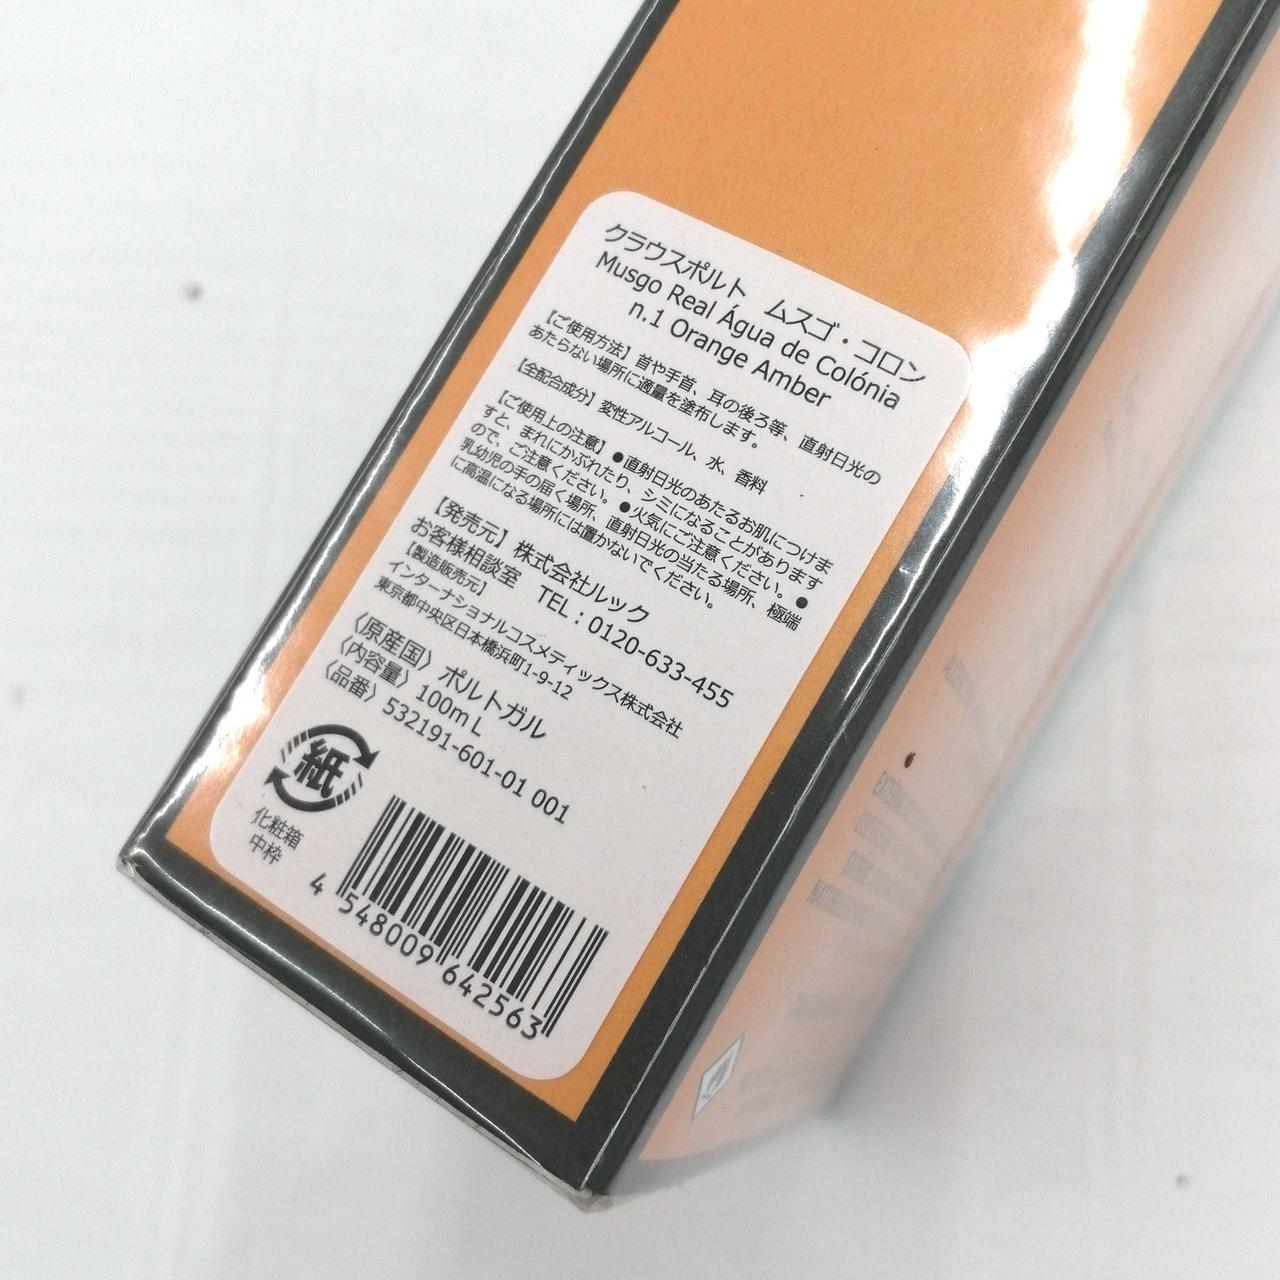 クラウスポルト　ムスゴ・コロン
Musgo Real Água de Colónia
n.1 Orange Amber
【ご使用方法】首や手首、耳の後ろ等、直射日光の
あたらない場所に適量を塗布します。
【全配合成分】変性アルコール、水、香料
【ご使用上の注意】●直射日光のあたるお肌につけま
すと、まれにかぶれたり、シミになることがあります
ので、ご注意ください。●火気にご注意ください。●
乳幼児の手の届く場所、直射日光の当たる場所、極端
に高温になる場所には置かないでください。
【発売元】株式会社ルック
お客様相談室　TEL：0120-633-455
【製造販売元】
インターナショナルコスメティックス株式会社
東京都中央区日本橋浜町1-9-12
〈原産国〉ポルトガル
〈内容量〉100mL
〈品番〉532191-601-01 001
紙
化粧箱
中枠
4 548009 642563